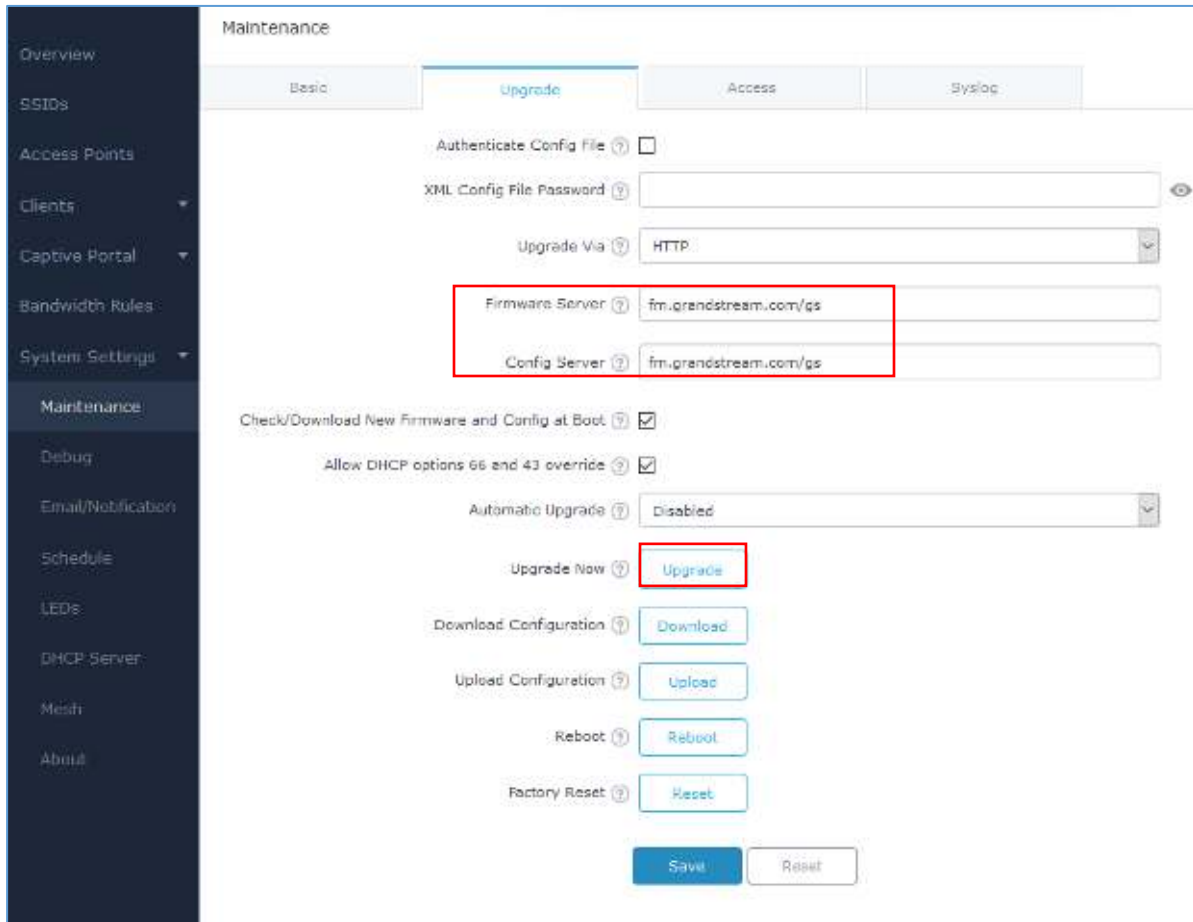 Maintenance
Overview
SSIDs
Access Points
Clients
Captive Portal
Bandwidth Rules
System Settings
Maintenance
Debug
Email/Notification
Schedule
LEDs
DHCP Server
Mesh
About
Basic
Upgrade
Access
Syslog
Authenticate Config File ?
XML Config File Password ?
Upgrade Via ? HTTP
Firmware Server ? fm.grandstream.com/gs
Config Server ? fm.grandstream.com/gs
Check/Download New Firmware and Config at Boot ?
Allow DHCP options 66 and 43 override ?
Automatic Upgrade ? Disabled
Upgrade Now ? Upgrade
Download Configuration ? Download
Upload Configuration ? Upload
Reboot ? Reboot
Factory Reset ? Reset
Save
Reset